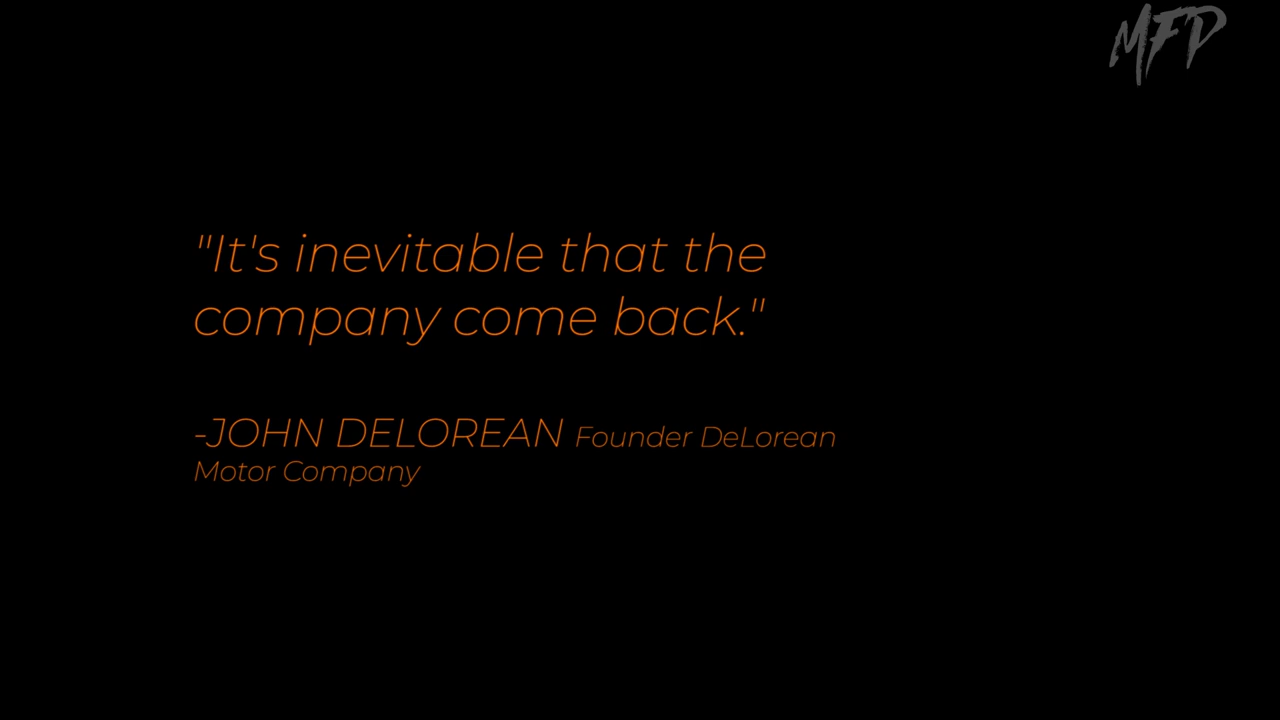 MFP
"It's inevitable that the
company come back."
-JOHN DELOREAN Founder DeLorean
Motor Company